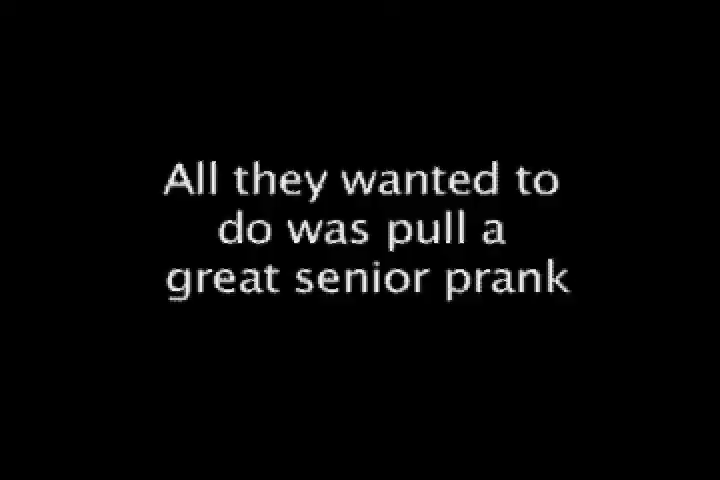 All they wanted to
do was pull a
great senior prank